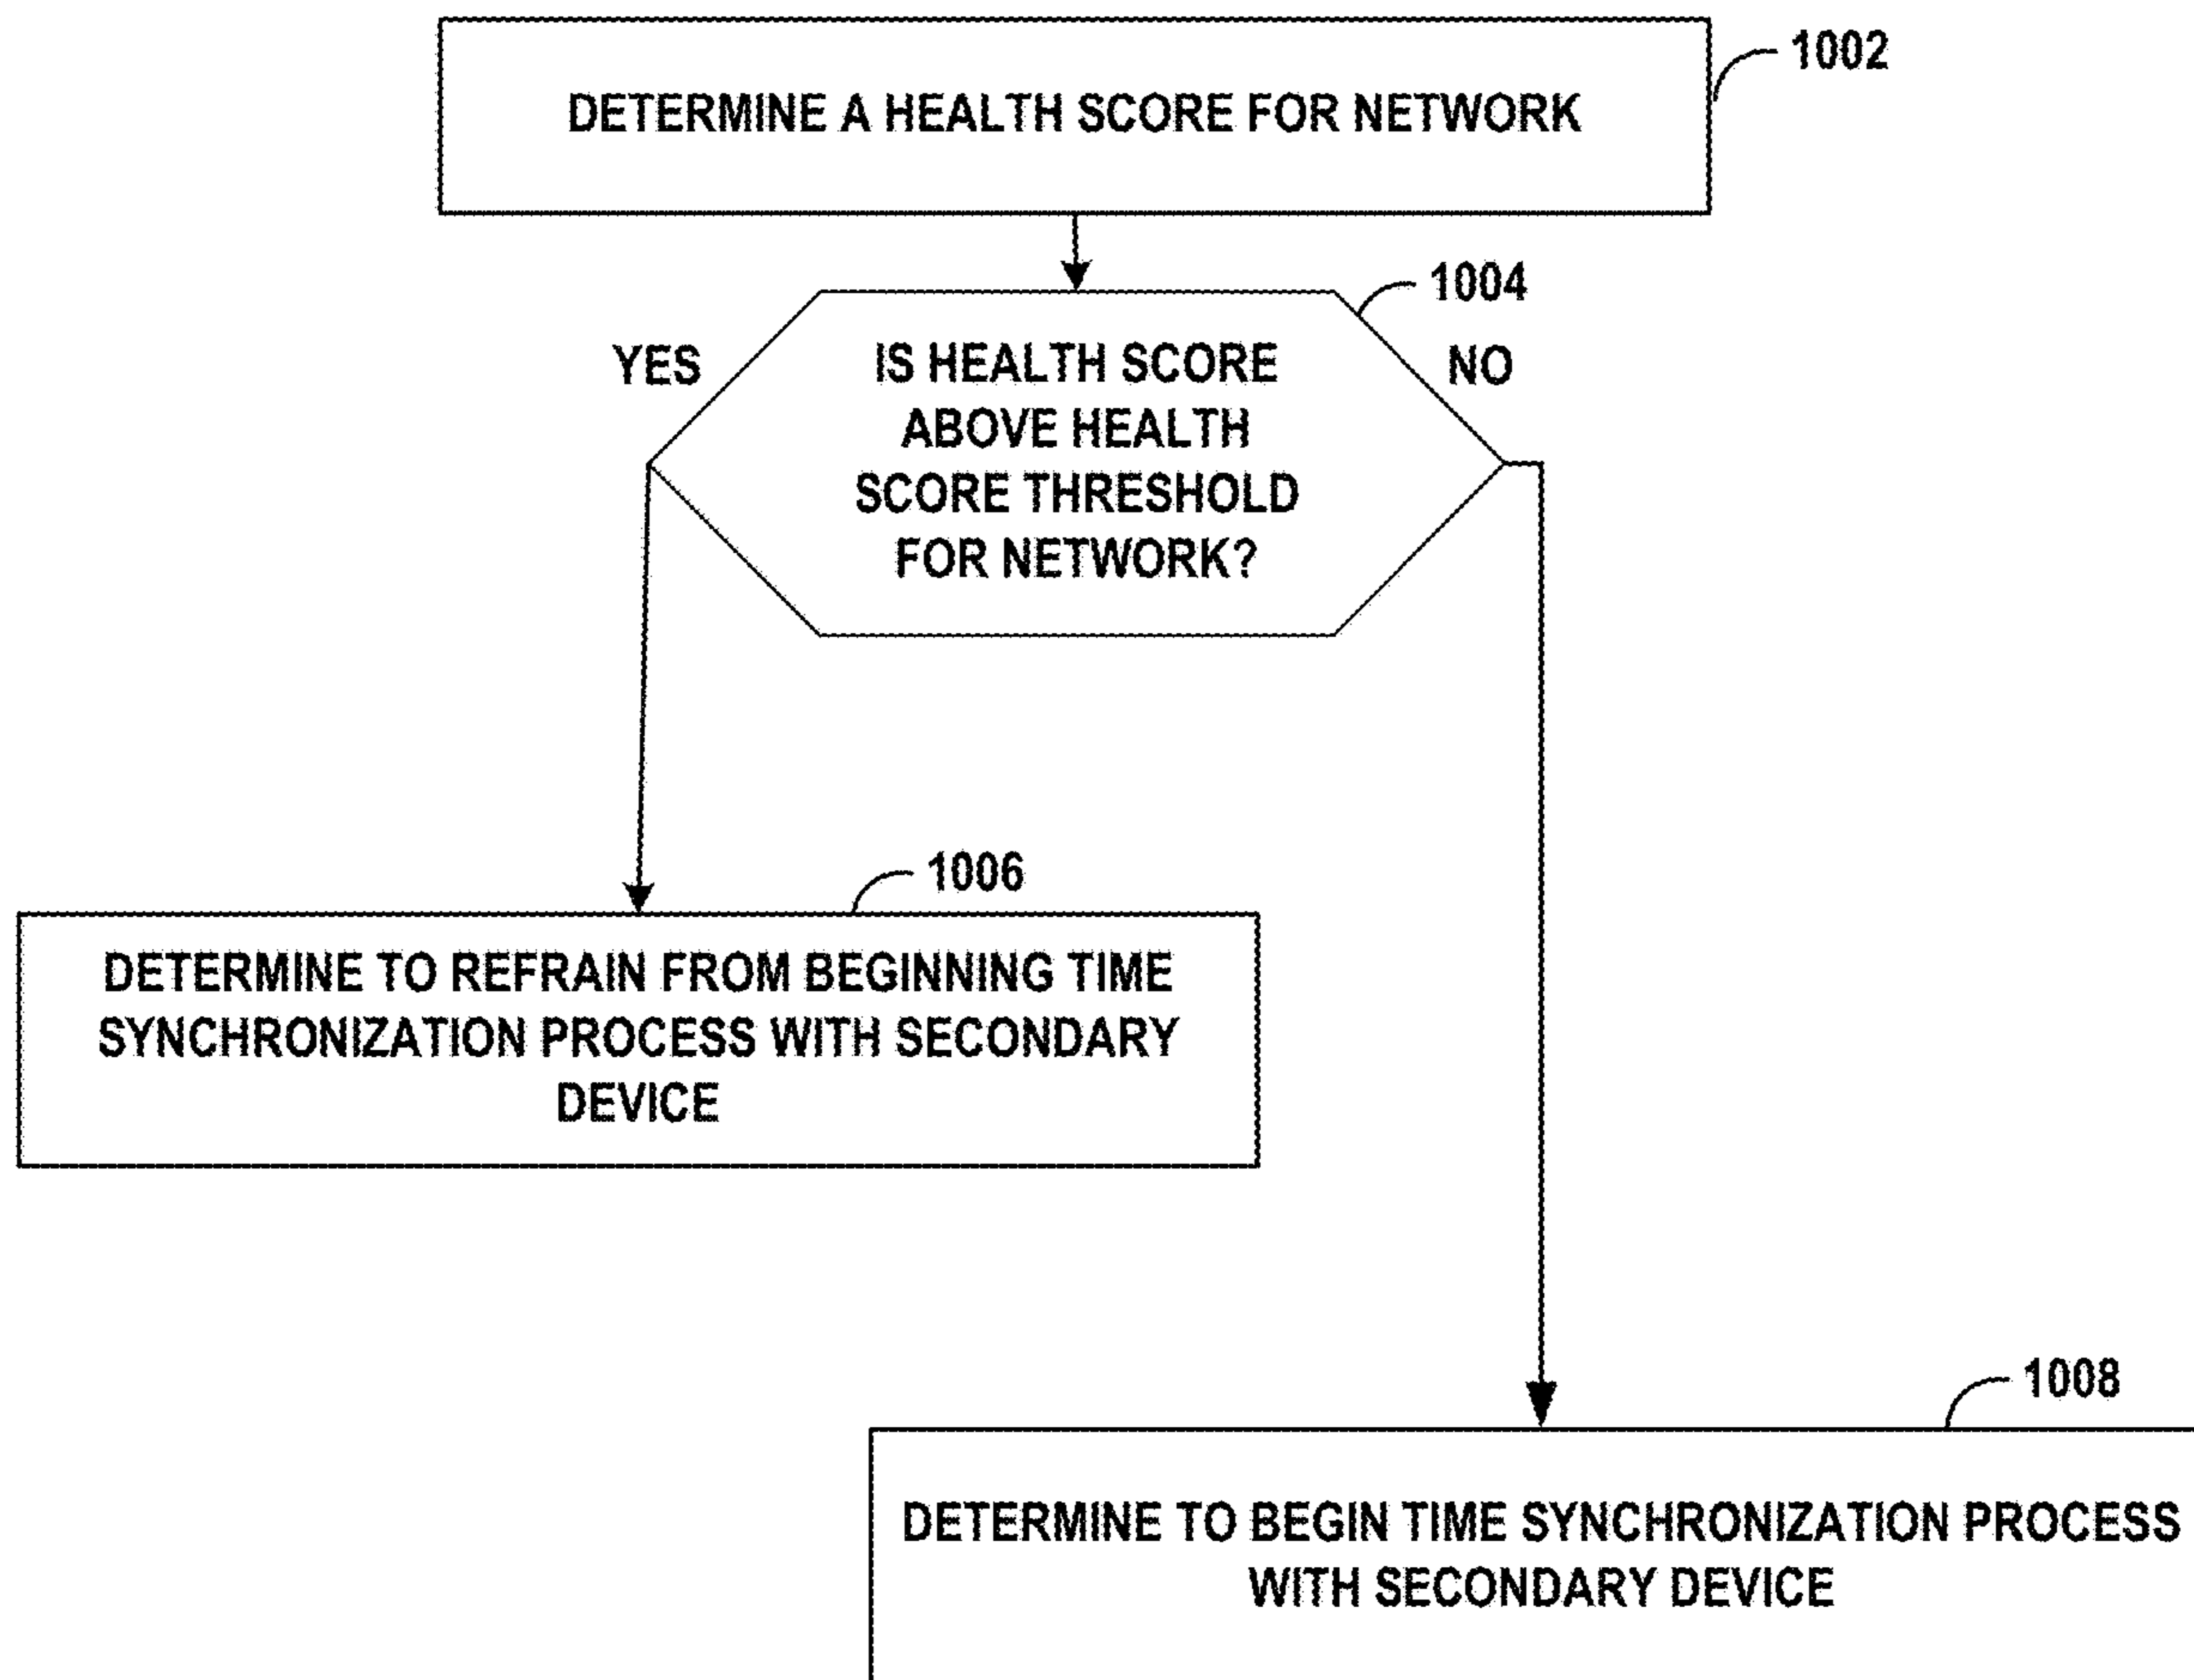 1002
DETERMINE A HEALTH SCORE FOR NETWORK
1004
YES
NO
IS HEALTH SCORE
ABOVE HEALTH
SCORE THRESHOLD
FOR NETWORK?
1006
DETERMINE TO REFRAIN FROM BEGINNING TIME
SYNCHRONIZATION PROCESS WITH SECONDARY
DEVICE
1008
DETERMINE TO BEGIN TIME SYNCHRONIZATION PROCESS
WITH SECONDARY DEVICE